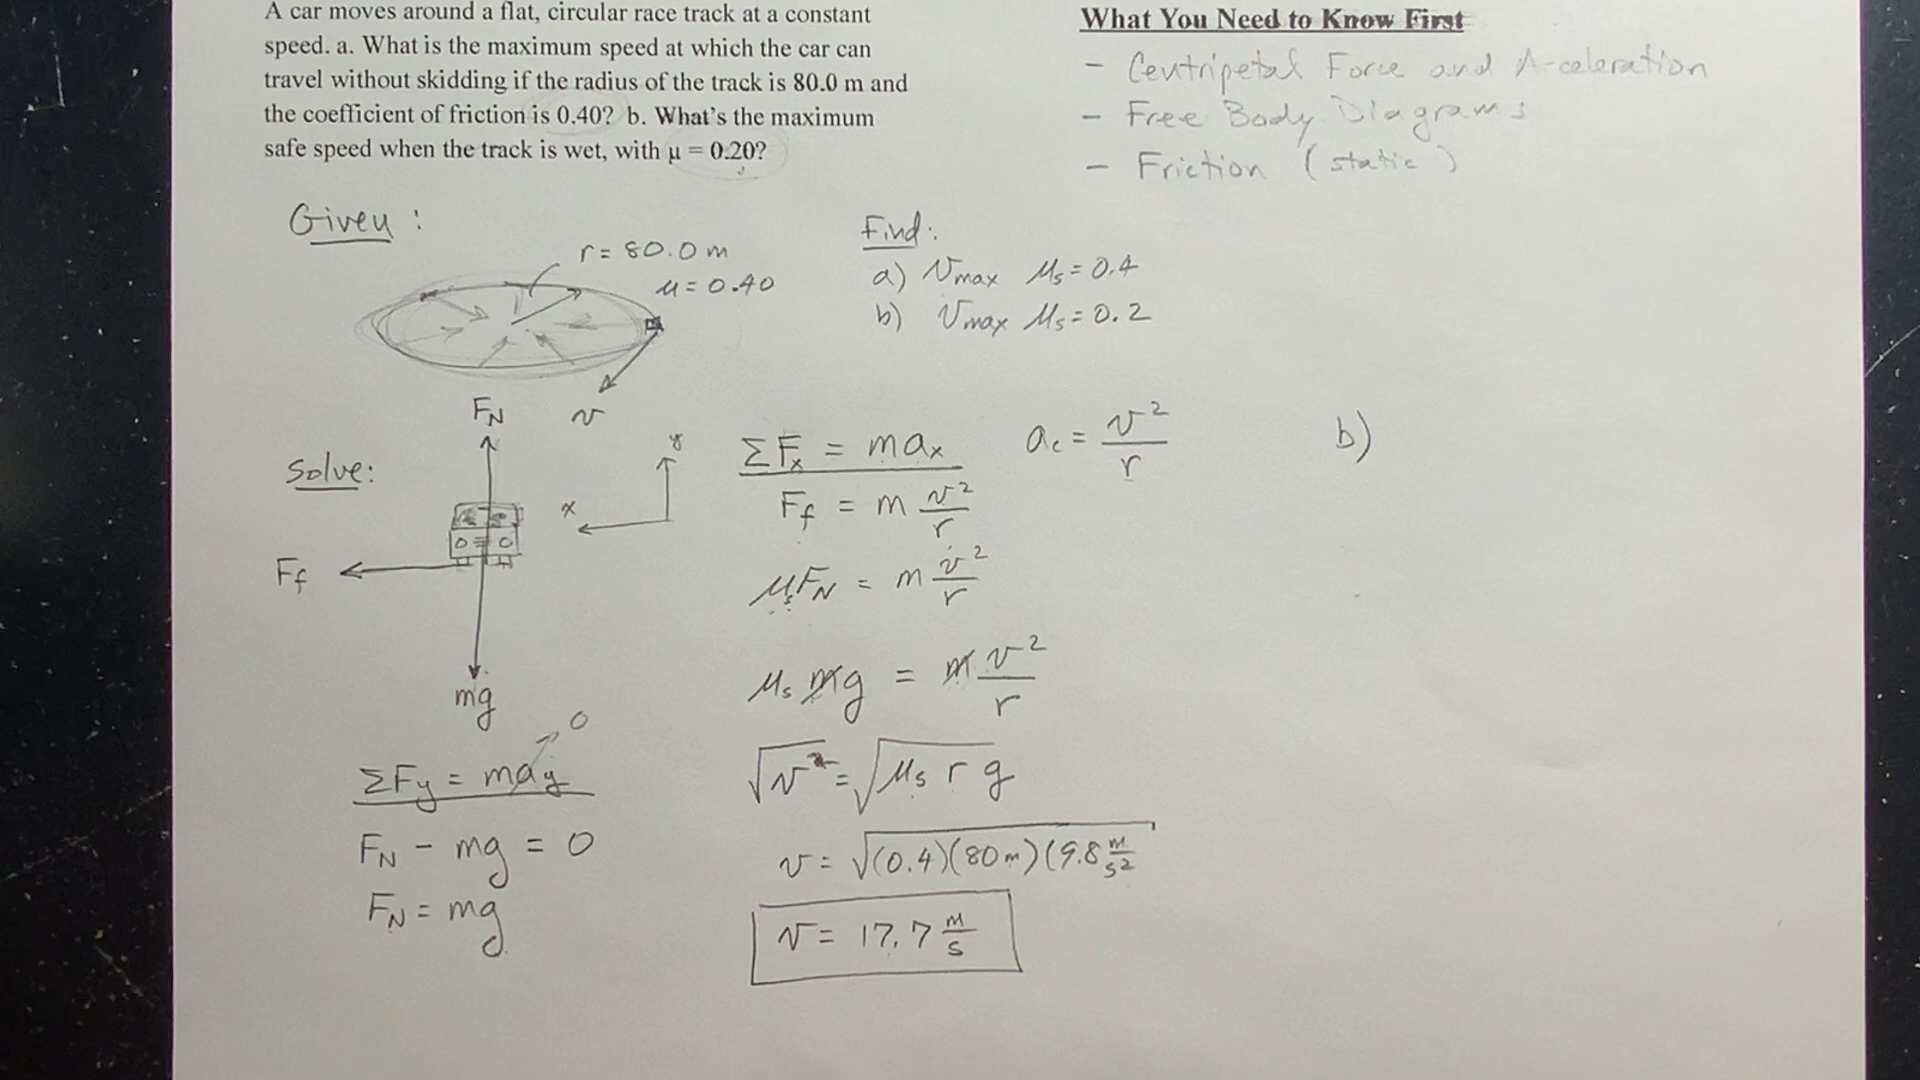 A car moves around a flat, circular race track at a constant
speed. a. What is the maximum speed at which the car can
travel without skidding if the radius of the track is 80.0 m and
the coefficient of friction is 0.40? b. What's the maximum
safe speed when the track is wet, with μ = 0.20?
What You Need to Know First
- Centripetal Force and Acceleration
- Free Body Diagrams
- Friction (static)
Given:
r = 80.0 m
μ = 0.40
v
Find:
a) vmax μs = 0.4
b) vmax μs = 0.2
Solve:
FN
Ff
mg
y
x
ΣFy = may
0
FN - mg = 0
FN = mg
ΣFx = max
Ff = m v²/r
μsFN = m v²/r
μs mg = m v²/r
√v² = √μs r g
v = √(0.4)(80m)(9.8 m/s²
v = 17.7 m/s
ac = v²/r
b)